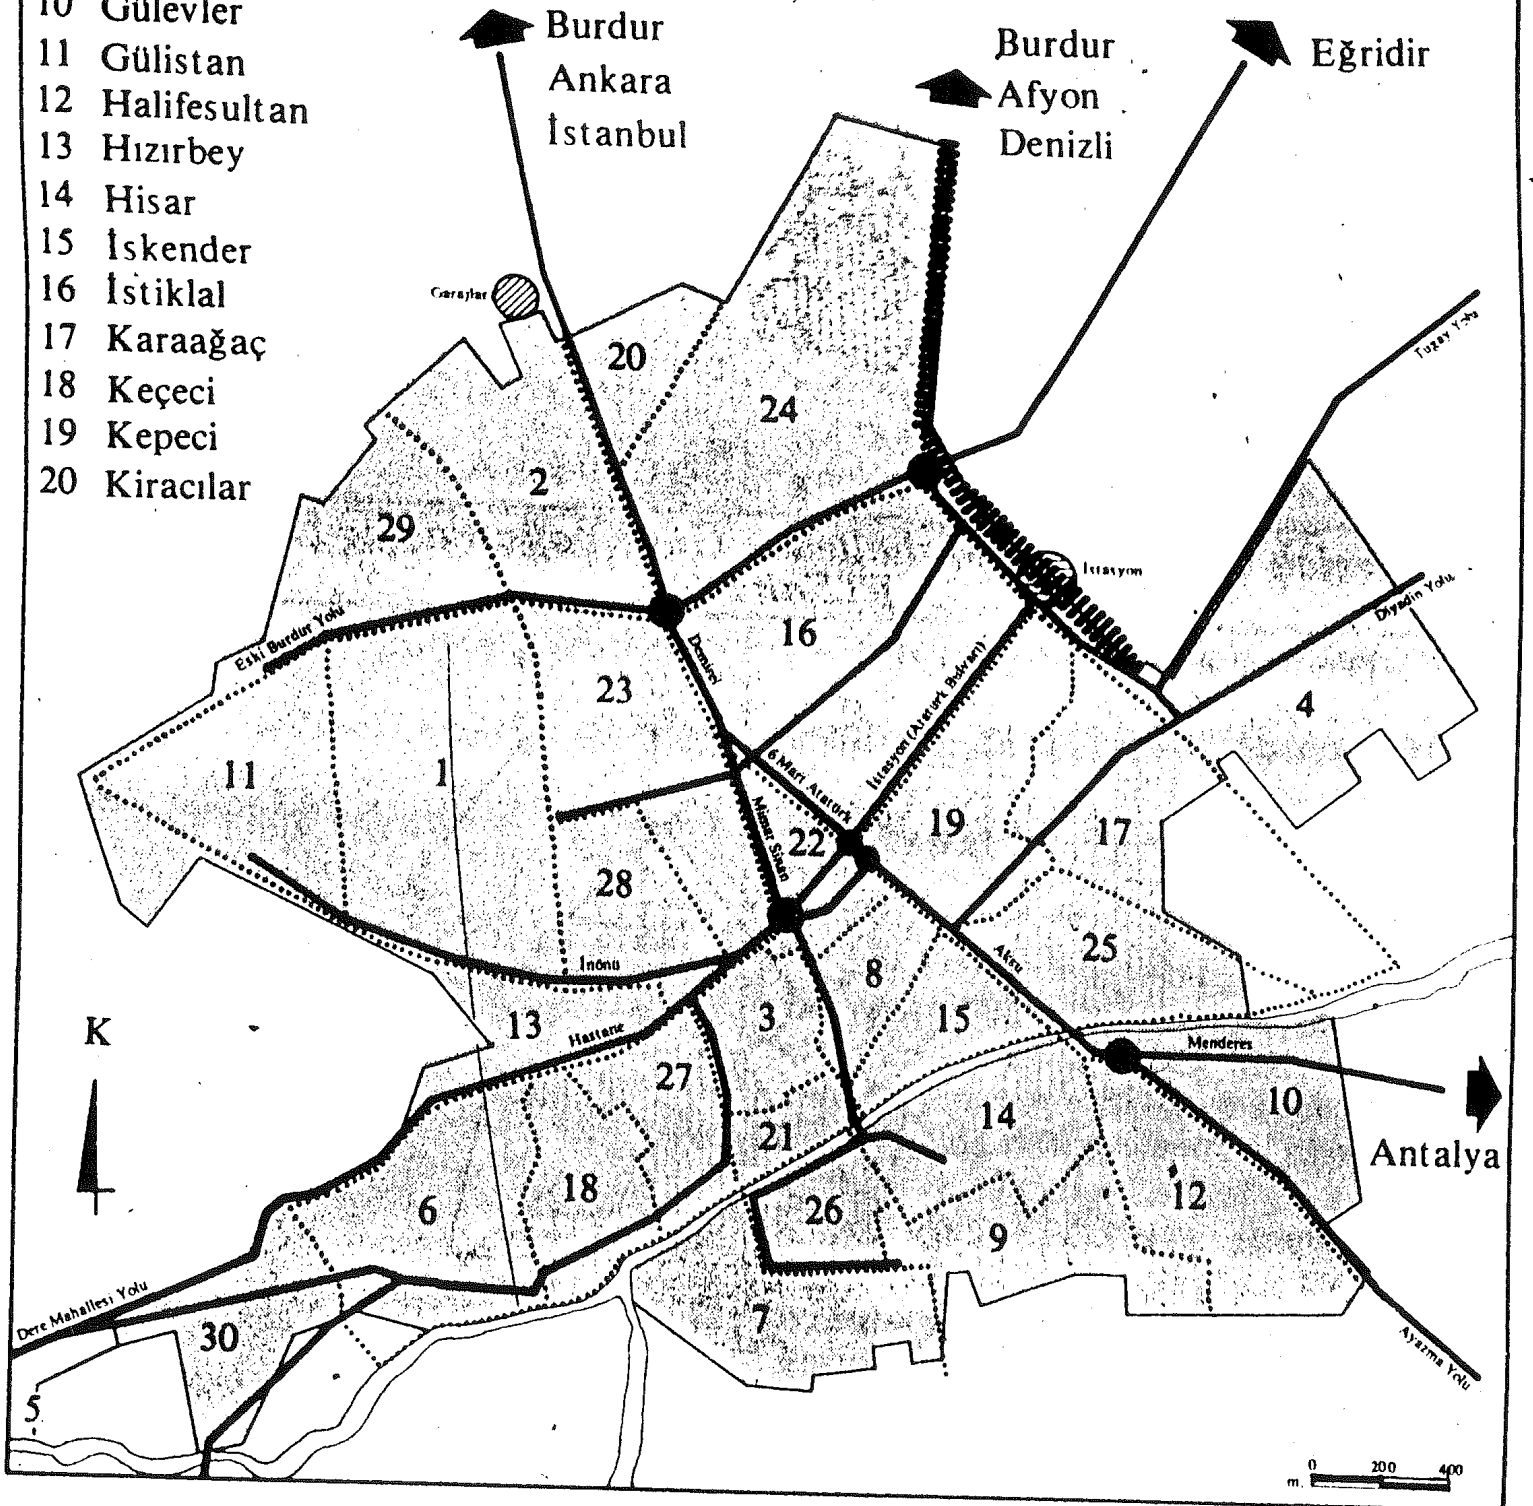 10 Gülevler
11 Gülistan
12 Halifesultan
13 Hızırbey
14 Hisar
15 İskender
16 İstiklal
17 Karaağaç
18 Keçeci
19 Kepeci
20 Kiracılar
Burdur
Ankara
İstanbul
Burdur
Afyon
Denizli
Eğridir
Garajlar
20
24
2
29
Tugay Yolu
İstasyon
Diyadin Yolu
Eski Burdur Yolu
16
Demirel
23
4
İstasyon (Atatürk Bulvarı)
11
1
6 Mart Atatürk
Mimar Sinan
22
19
17
28
İnönü
8
Aksu
25
K
13
Hastane
3
15
Menderes
27
14
10
21
Antalya
6
18
26
9
12
Dere Mahallesi Yolu
30
7
Ayazma Yolu
5
0 200 400
m.